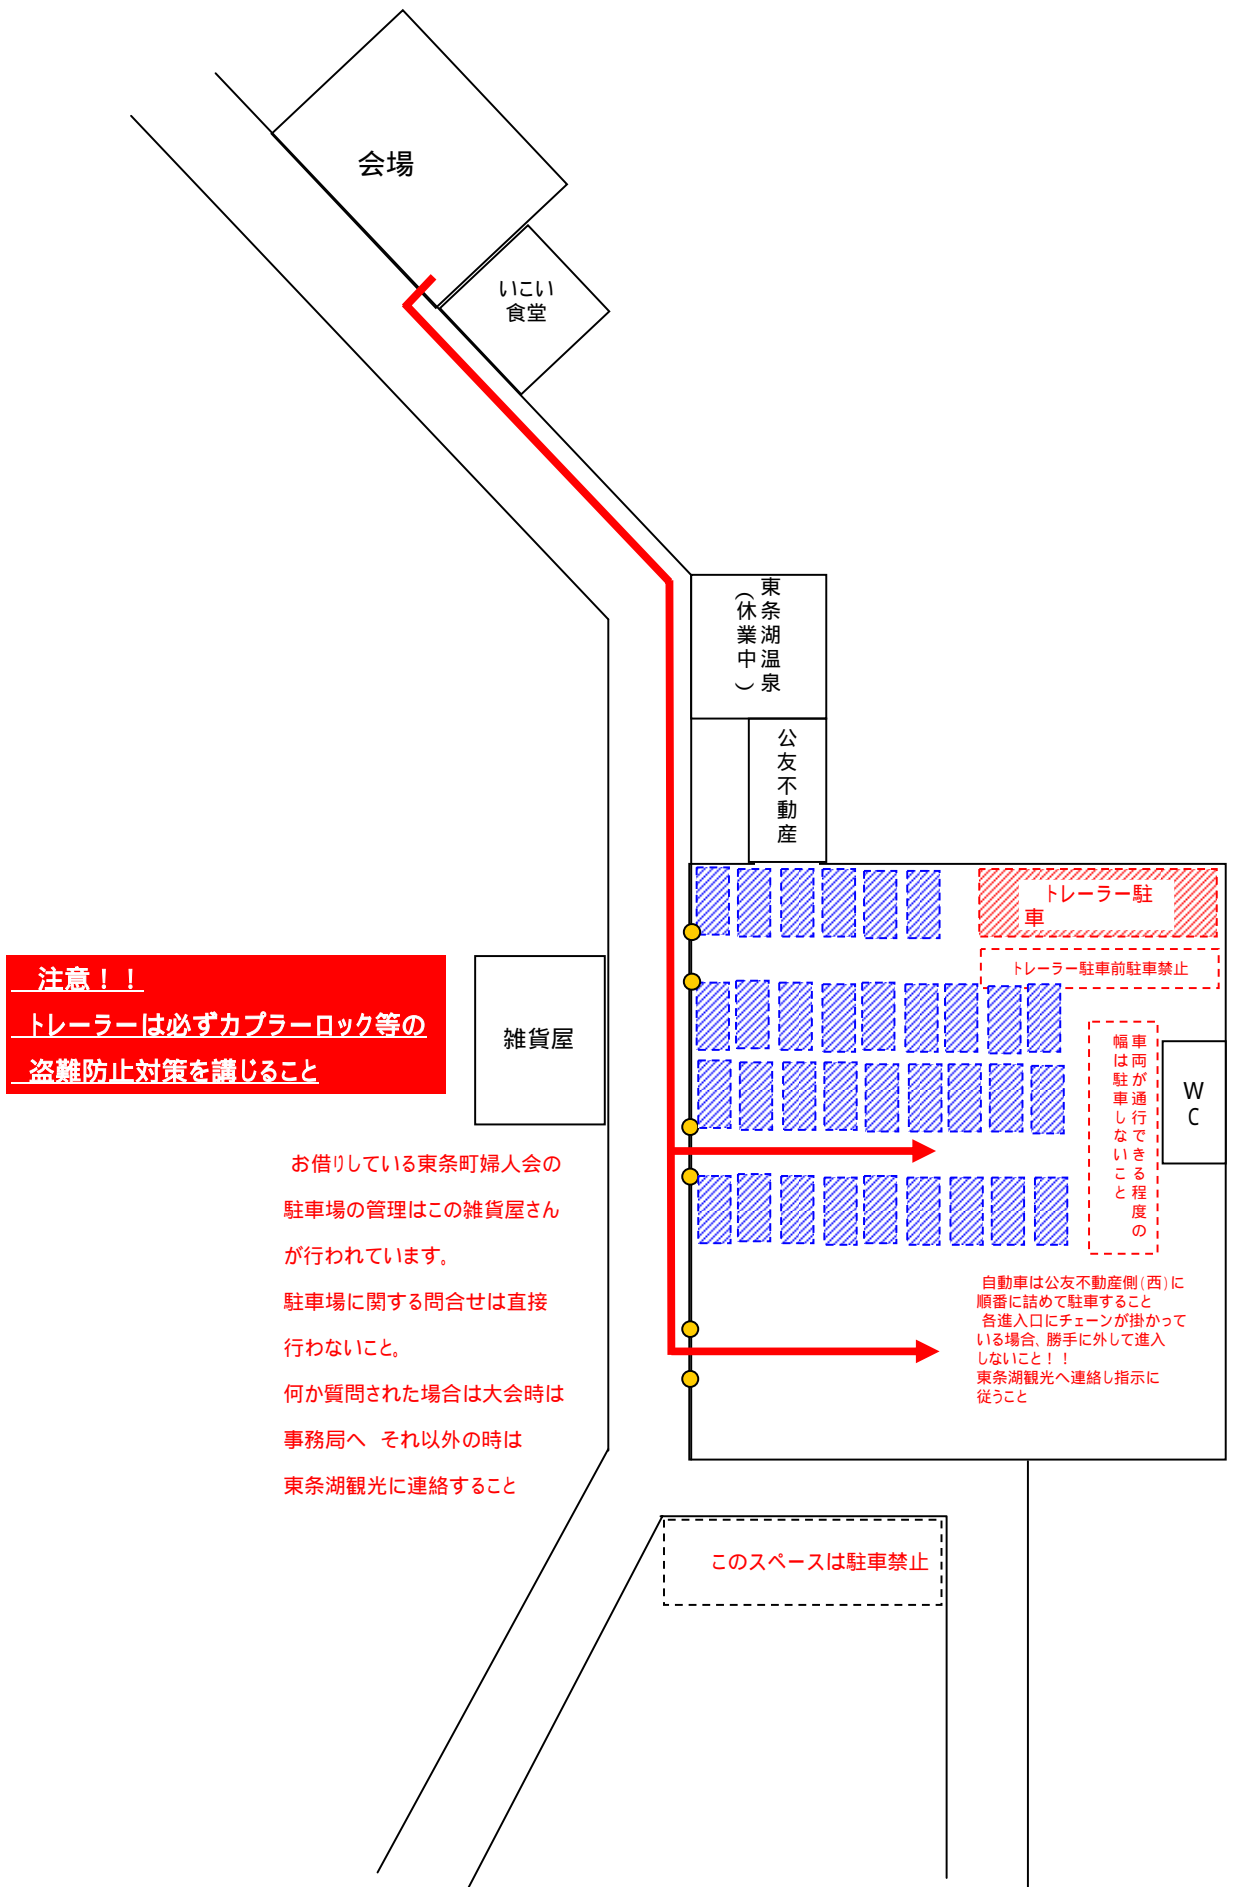 会場
いこい
食堂
東条湖温泉
（休業中）
公友不動産
トレーラー駐
車
トレーラー駐車前駐車禁止
注意！！
トレーラーは必ずカプラーロック等の
盗難防止対策を講じること
雑貨屋
車両が通行できる程度の
幅は駐車しないこと
W
C
お借りしている東条町婦人会の
駐車場の管理はこの雑貨屋さん
が行われています。
駐車場に関する問合せは直接
行わないこと。
何か質問された場合は大会時は
事務局へ それ以外の時は
東条湖観光に連絡すること
自動車は公友不動産側(西)に
順番に詰めて駐車すること
各進入口にチェーンが掛かって
いる場合、勝手に外して進入
しないこと！！
東条湖観光へ連絡し指示に
従うこと
このスペースは駐車禁止